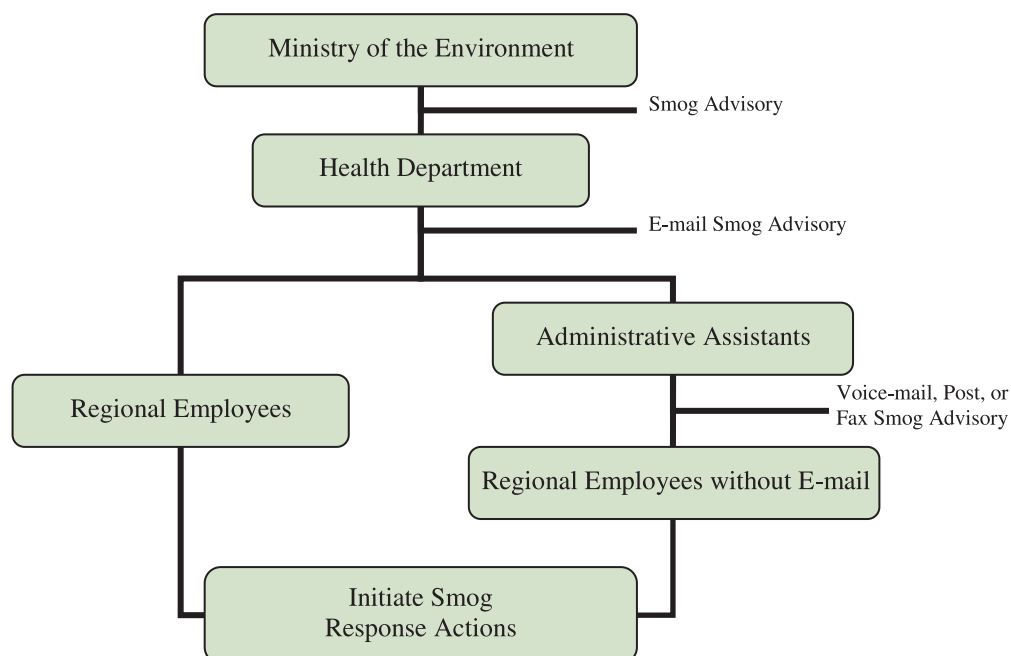 Ministry of the Environment
Smog Advisory
Health Department
E-mail Smog Advisory
Administrative Assistants
Regional Employees
Voice-mail, Post, or
Fax Smog Advisory
Regional Employees without E-mail
Initiate Smog
Response Actions